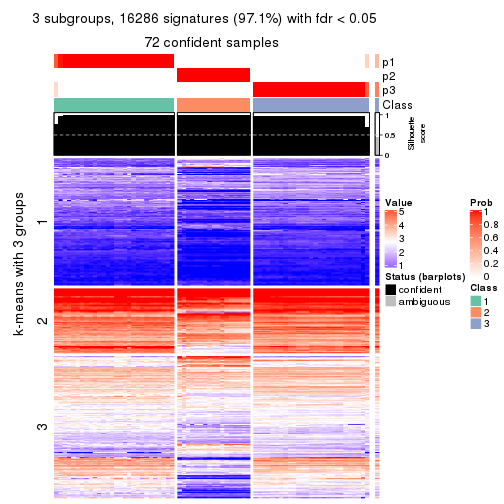 3 subgroups, 16286 signatures (97.1%) with fdr < 0.05
72 confident samples
p1
p2
p3
Class
1
0.5
0
Silhouette
score
k-means with 3 groups
1
2
3
Value
5
4
3
2
1
Status (barplots)
confident
ambiguous
Prob
1
0.8
0.6
0.4
0.2
0
Class
1
2
3